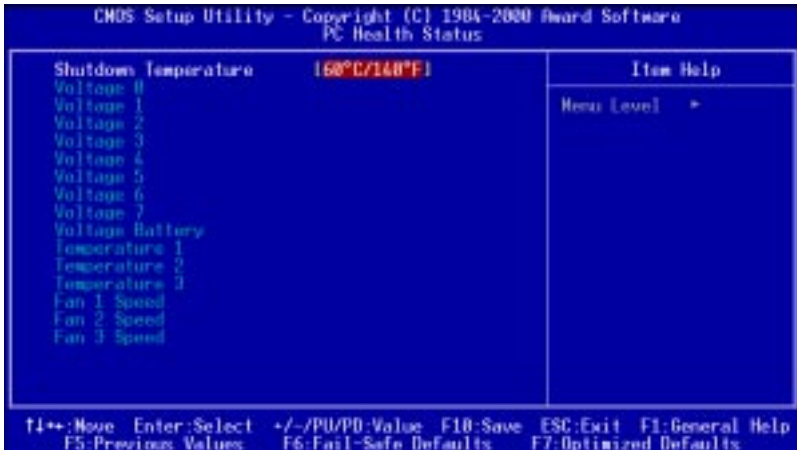 CMOS Setup Utility - Copyright (C) 1984-2000 Award Software
PC Health Status
Shutdown Temperature [60°C/140°F]
Voltage 0
Voltage 1
Voltage 2
Voltage 3
Voltage 4
Voltage 5
Voltage 6
Voltage 7
Voltage Battery
Temperature 1
Temperature 2
Temperature 3
Fan 1 Speed
Fan 2 Speed
Fan 3 Speed
Item Help
Menu Level ►
↑↓→←:Move Enter:Select +/-/PU/PD:Value F10:Save ESC:Exit F1:General Help
F5:Previous Values F6:Fail-Safe Defaults F7:Optimized Defaults